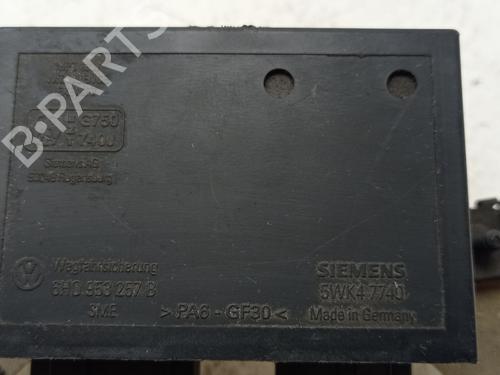 B-PARTS
G750
7400
Siemens AG
Regensburg
Wegfahrsicherung
6H0 953 257 B
SME
>PA6 - GF30<
SIEMENS
5WK4 7740
Made in Germany